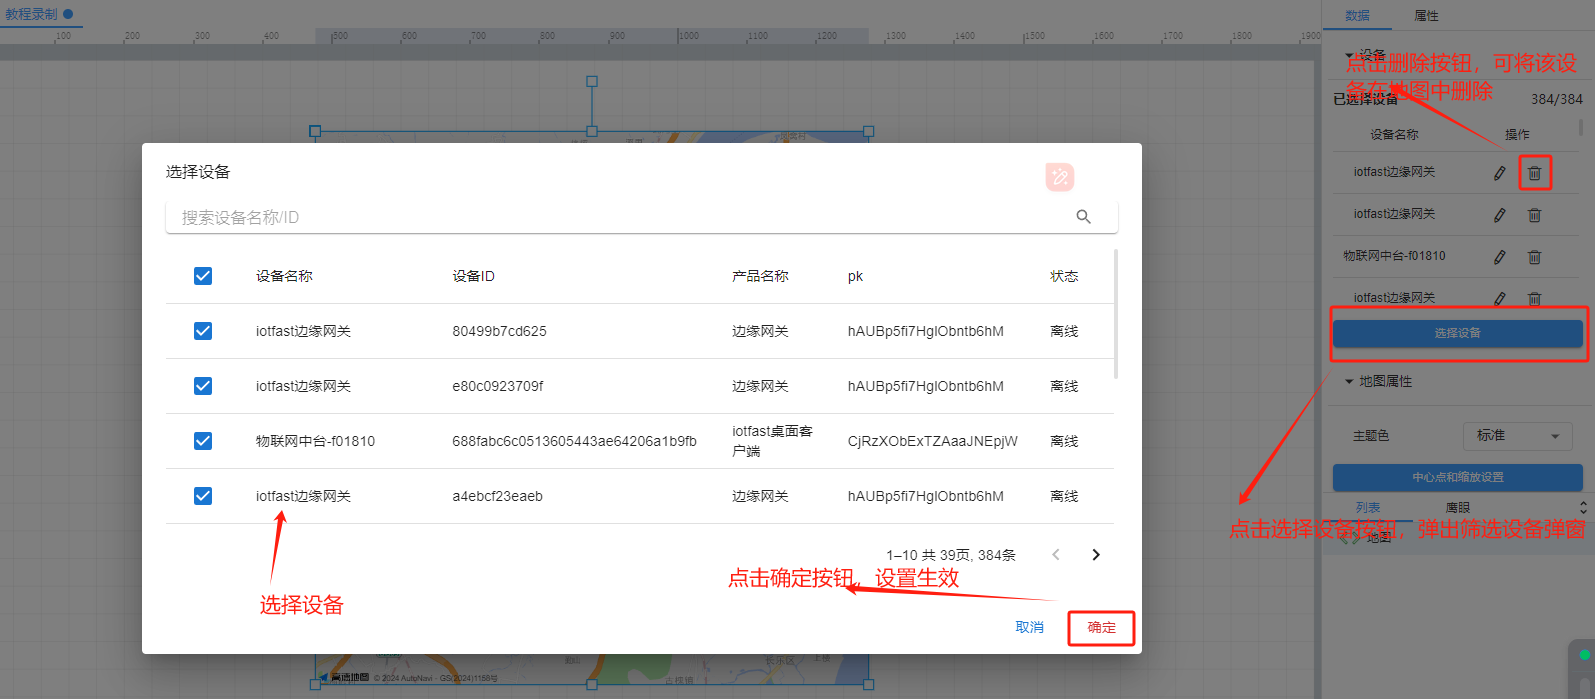 教程录制
数据
属性
100
200
300
400
500
600
700
800
900
1000
1100
1200
1300
1400
1500
1600
1700
1800
1900
设备
点击删除按钮，可将该设
备在地图中删除
已选择设备
384/384
设备名称
操作
iotfast边缘网关
iotfast边缘网关
物联网中台-f01810
iotfast边缘网关
选择设备
地图属性
主题色
标准
中心点和缩放设置
列表
鹰眼
点击选择设备按钮，弹出筛选设备弹窗
地图
选择设备
搜索设备名称/ID
设备名称 设备ID 产品名称 pk 状态
iotfast边缘网关 80499b7cd625 边缘网关 hAUBp5fi7HgIObntb6hM 离线
iotfast边缘网关 e80c0923709f 边缘网关 hAUBp5fi7HgIObntb6hM 离线
物联网中台-f01810 688fabc6c0513605443ae64206a1b9fb iotfast桌面客
户端 CjRzXObExTZAaaJNEpjW 离线
iotfast边缘网关 a4ebcf23eaeb 边缘网关 hAUBp5fi7HgIObntb6hM 离线
1–10 共 39页, 384条
点击确定按钮，设置生效
选择设备
取消
确定
长乐区
上楼
古槐镇
高德地图 © 2024 AutoNavi - GS(2024)1158号